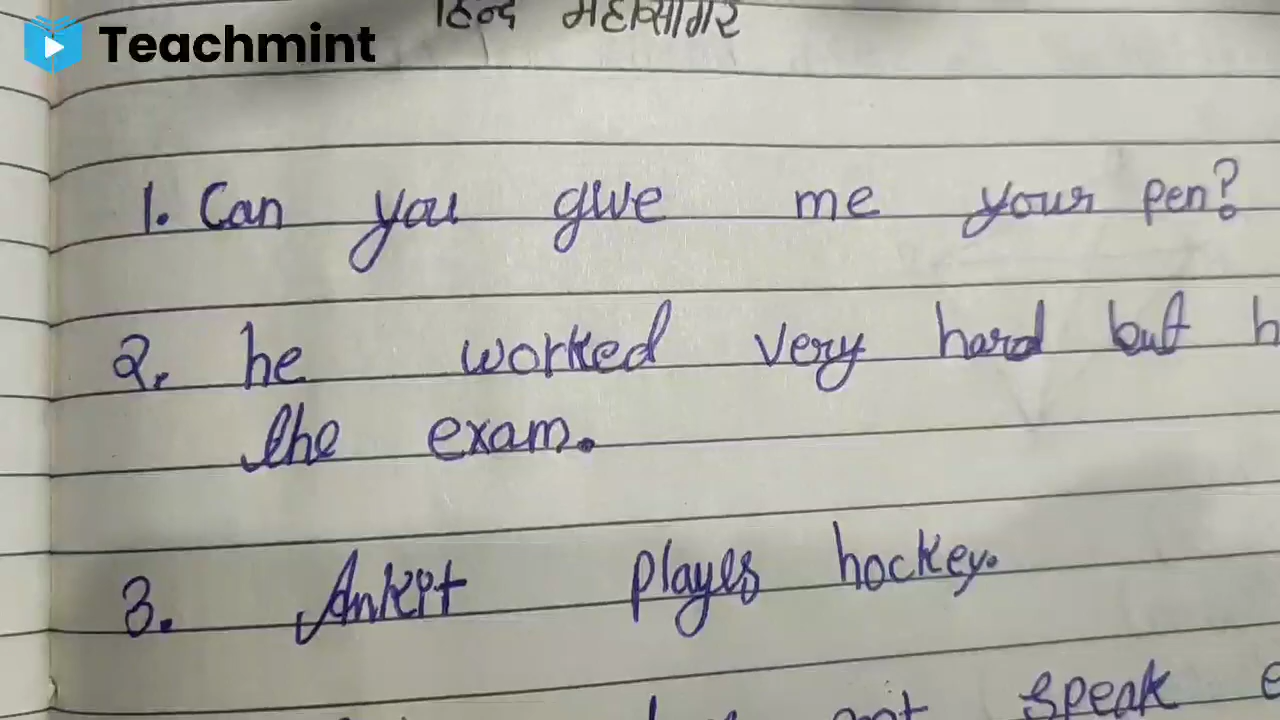 Teachmint
हिन्द महासागर
1. Can you give me your pen?
2. he worked very hard but h
the exam.
3. Ankit plays hockey.
not speak e